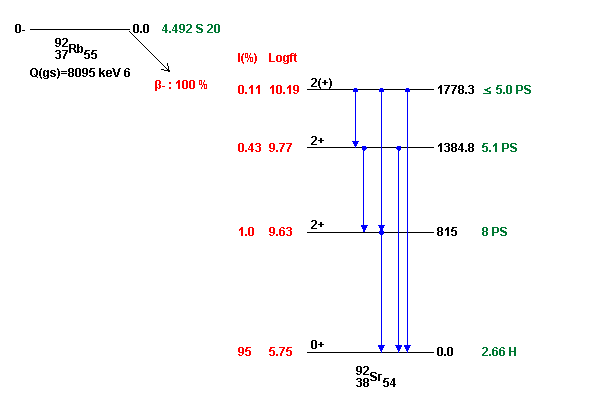 0- 0.0 4.492 S 20
92
37Rb55
Q(gs)=8095 keV 6
β- : 100 %
I(%) Logft
0.11 10.19 2(+) 1778.3 ≤ 5.0 PS
0.43 9.77 2+ 1384.8 5.1 PS
1.0 9.63 2+ 815 8 PS
95 5.75 0+ 0.0 2.66 H
92
38Sr54